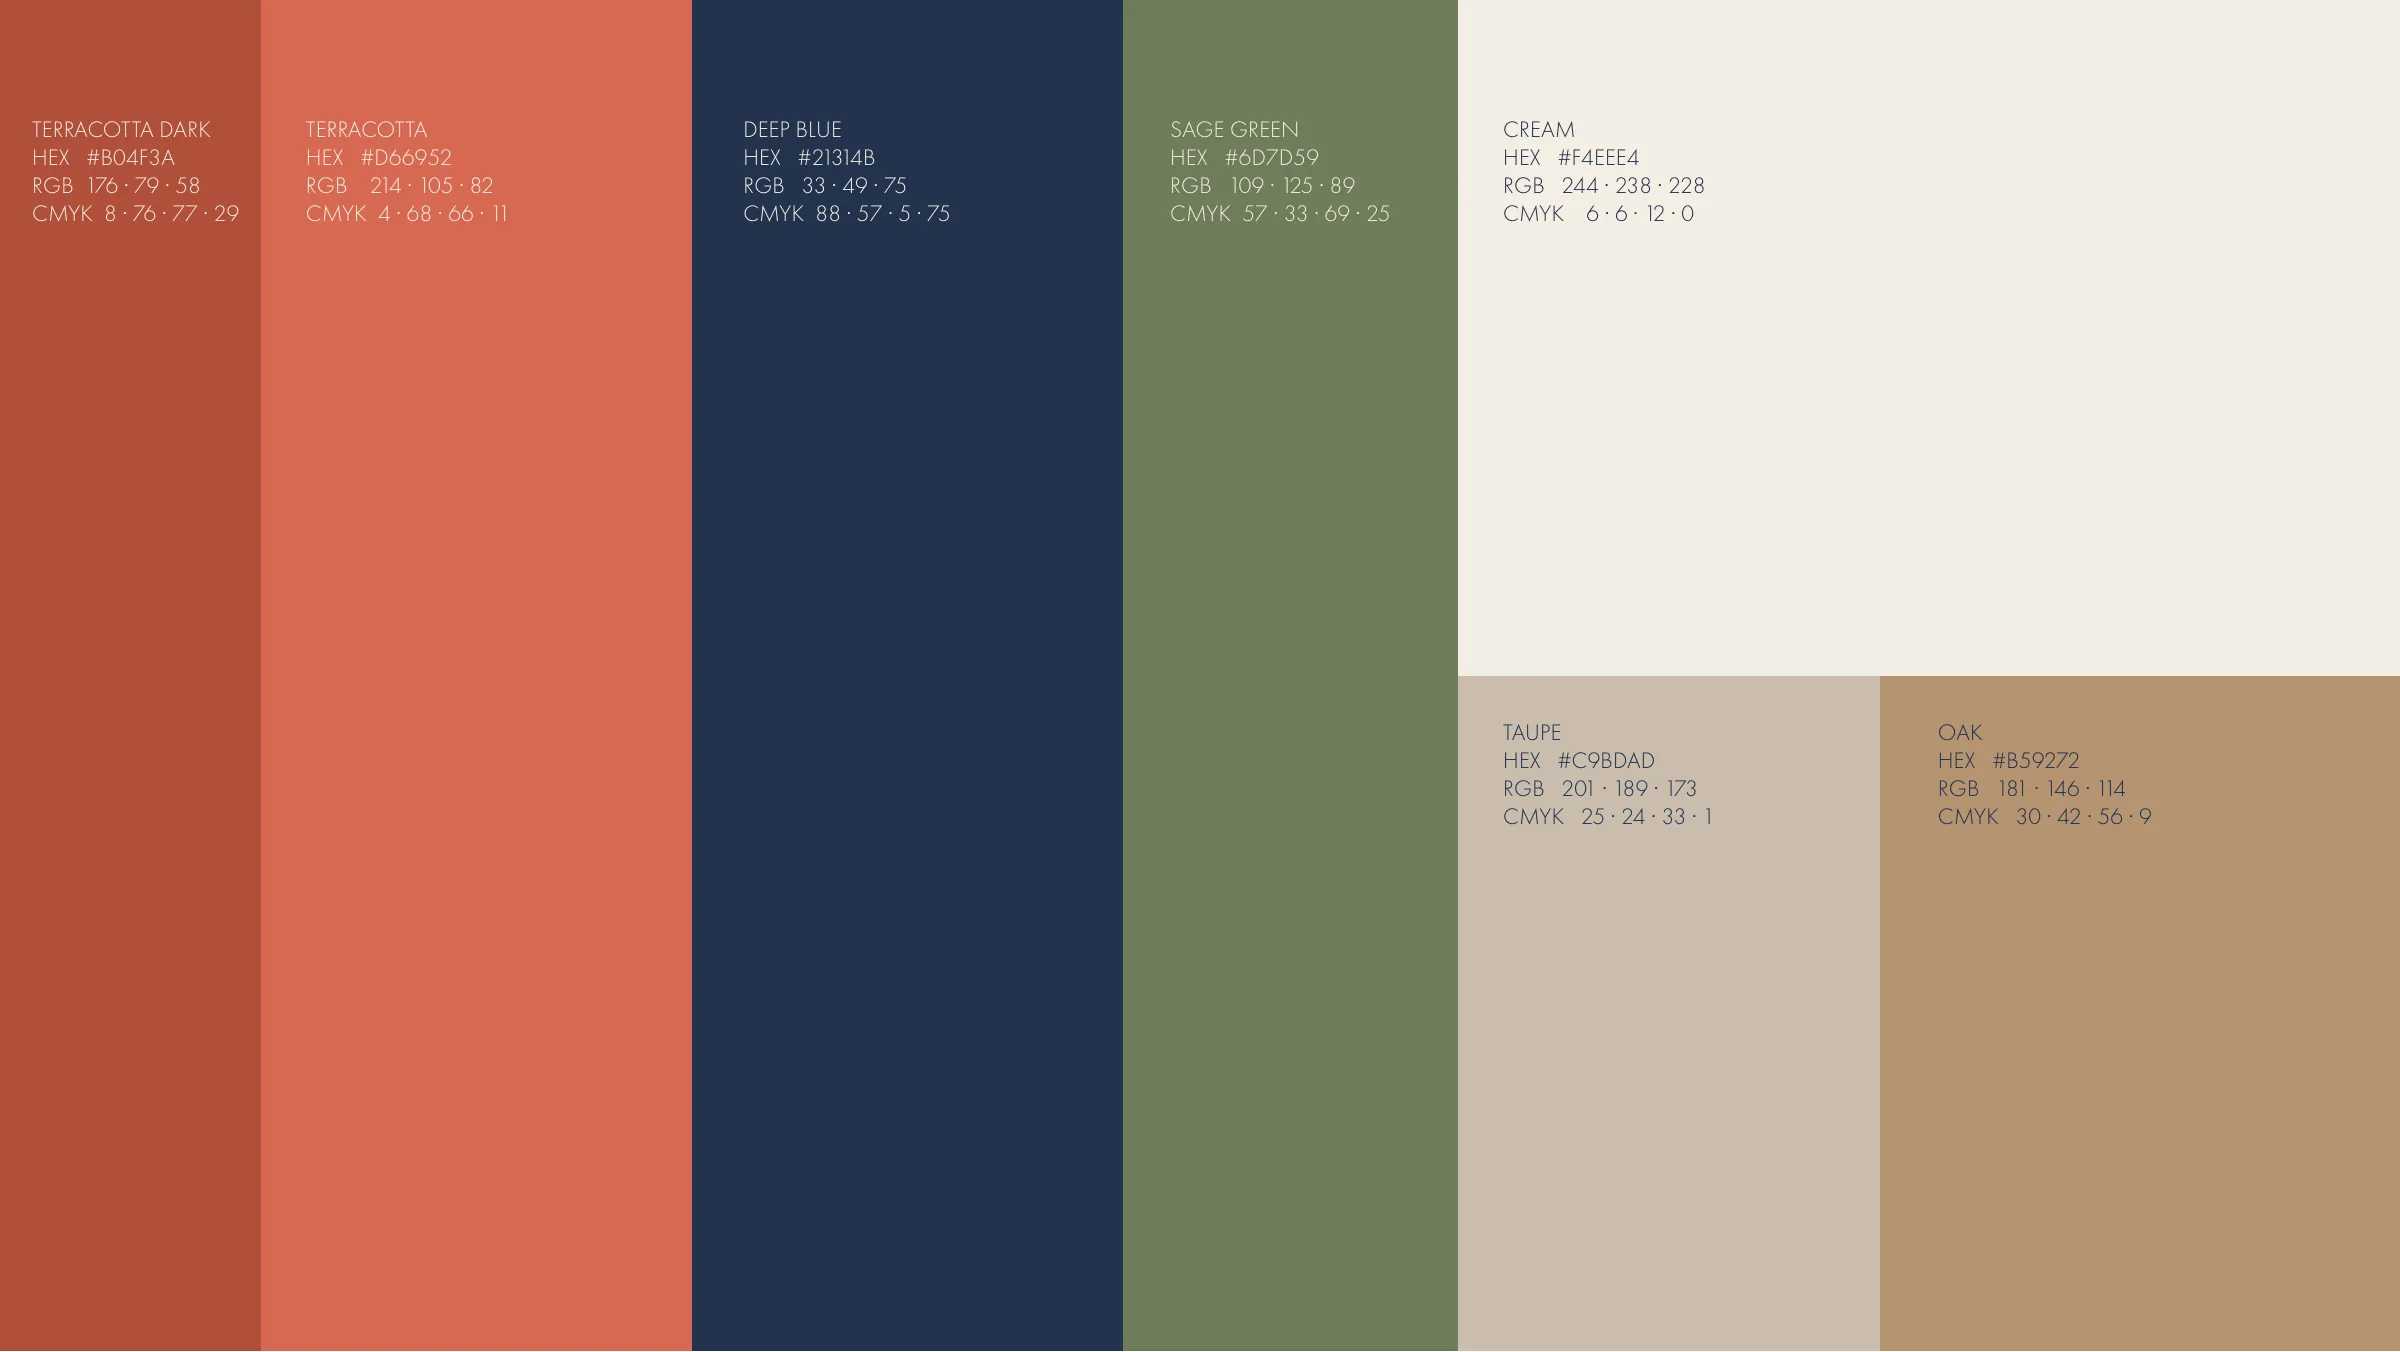 TERRACOTTA DARK
HEX #B04F3A
RGB 176 · 79 · 58
CMYK 8 · 76 · 77 · 29
TERRACOTTA
HEX #D66952
RGB 214 · 105 · 82
CMYK 4 · 68 · 66 · 11
DEEP BLUE
HEX #21314B
RGB 33 · 49 · 75
CMYK 88 · 57 · 5 · 75
SAGE GREEN
HEX #6D7D59
RGB 109 · 125 · 89
CMYK 57 · 33 · 69 · 25
CREAM
HEX #F4EEE4
RGB 244 · 238 · 228
CMYK 6 · 6 · 12 · 0
TAUPE
HEX #C9BDAD
RGB 201 · 189 · 173
CMYK 25 · 24 · 33 · 1
OAK
HEX #B59272
RGB 181 · 146 · 114
CMYK 30 · 42 · 56 · 9